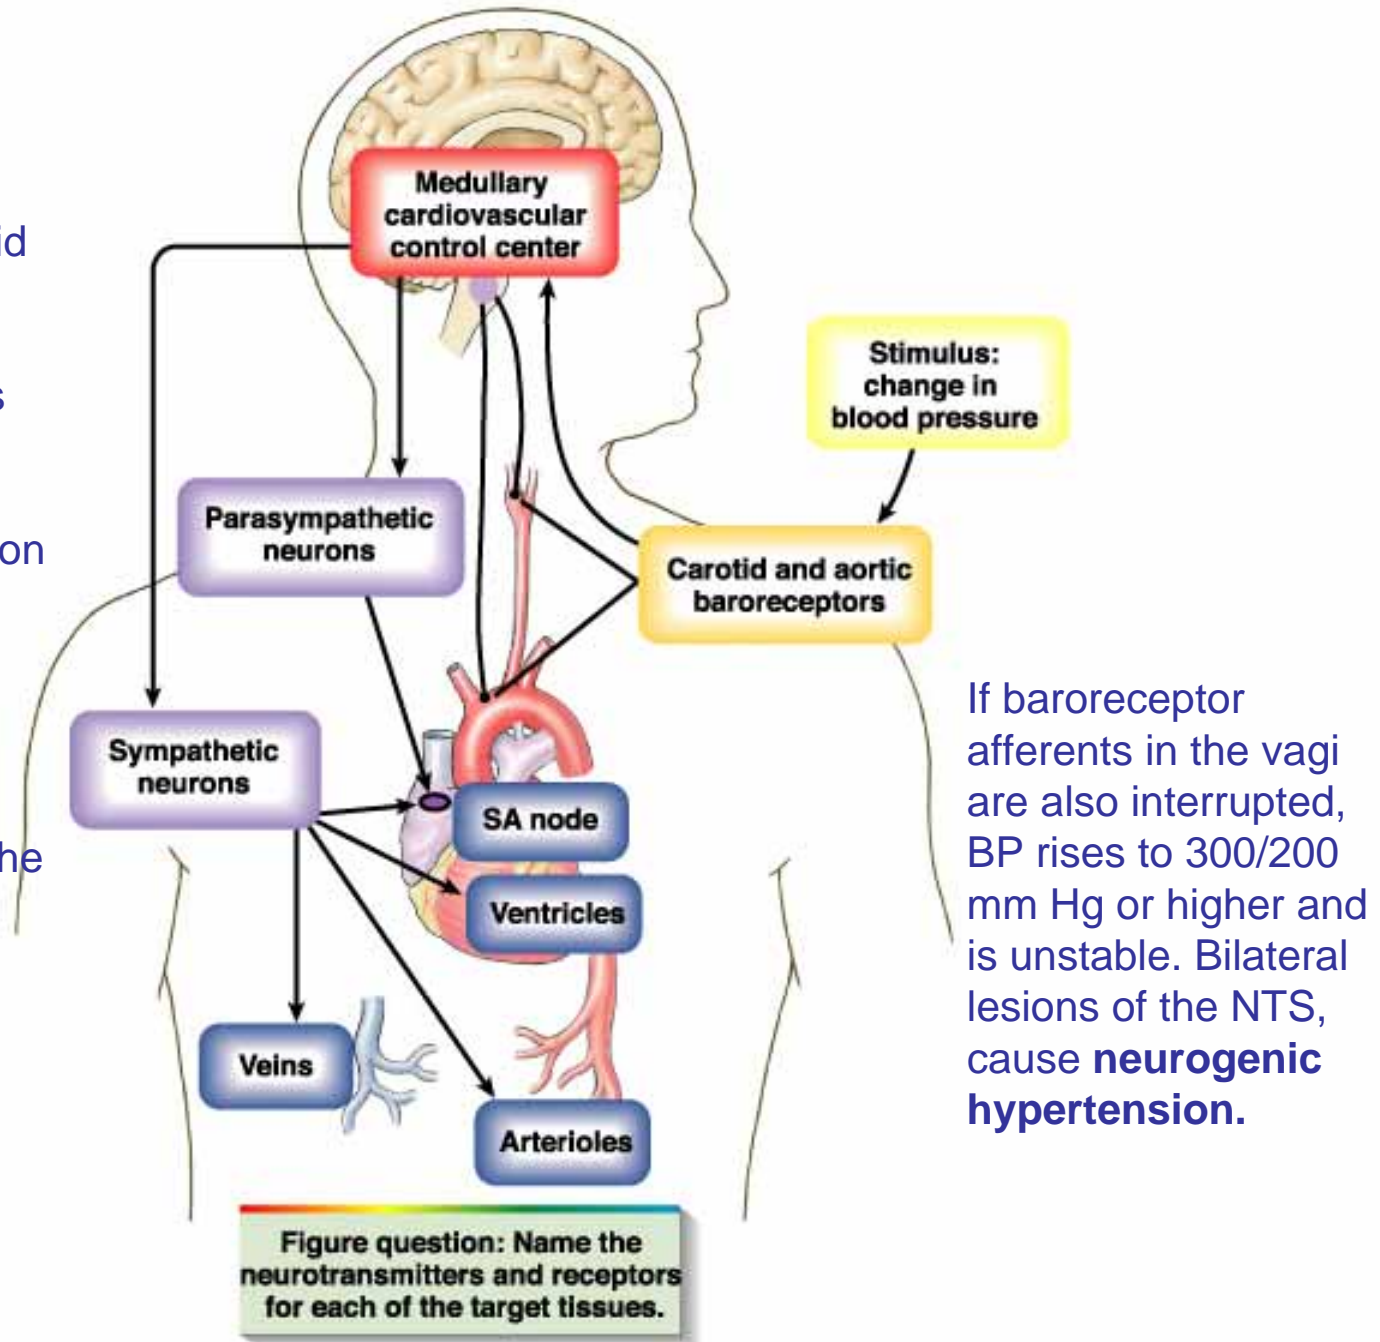 Medullary
cardiovascular
control center
id
s
on
he
Stimulus:
change in
blood pressure
Parasympathetic
neurons
Carotid and aortic
baroreceptors
Sympathetic
neurons
SA node
Ventricles
Veins
Arterioles
If baroreceptor
afferents in the vagi
are also interrupted,
BP rises to 300/200
mm Hg or higher and
is unstable. Bilateral
lesions of the NTS,
cause neurogenic
hypertension.
Figure question: Name the
neurotransmitters and receptors
for each of the target tissues.